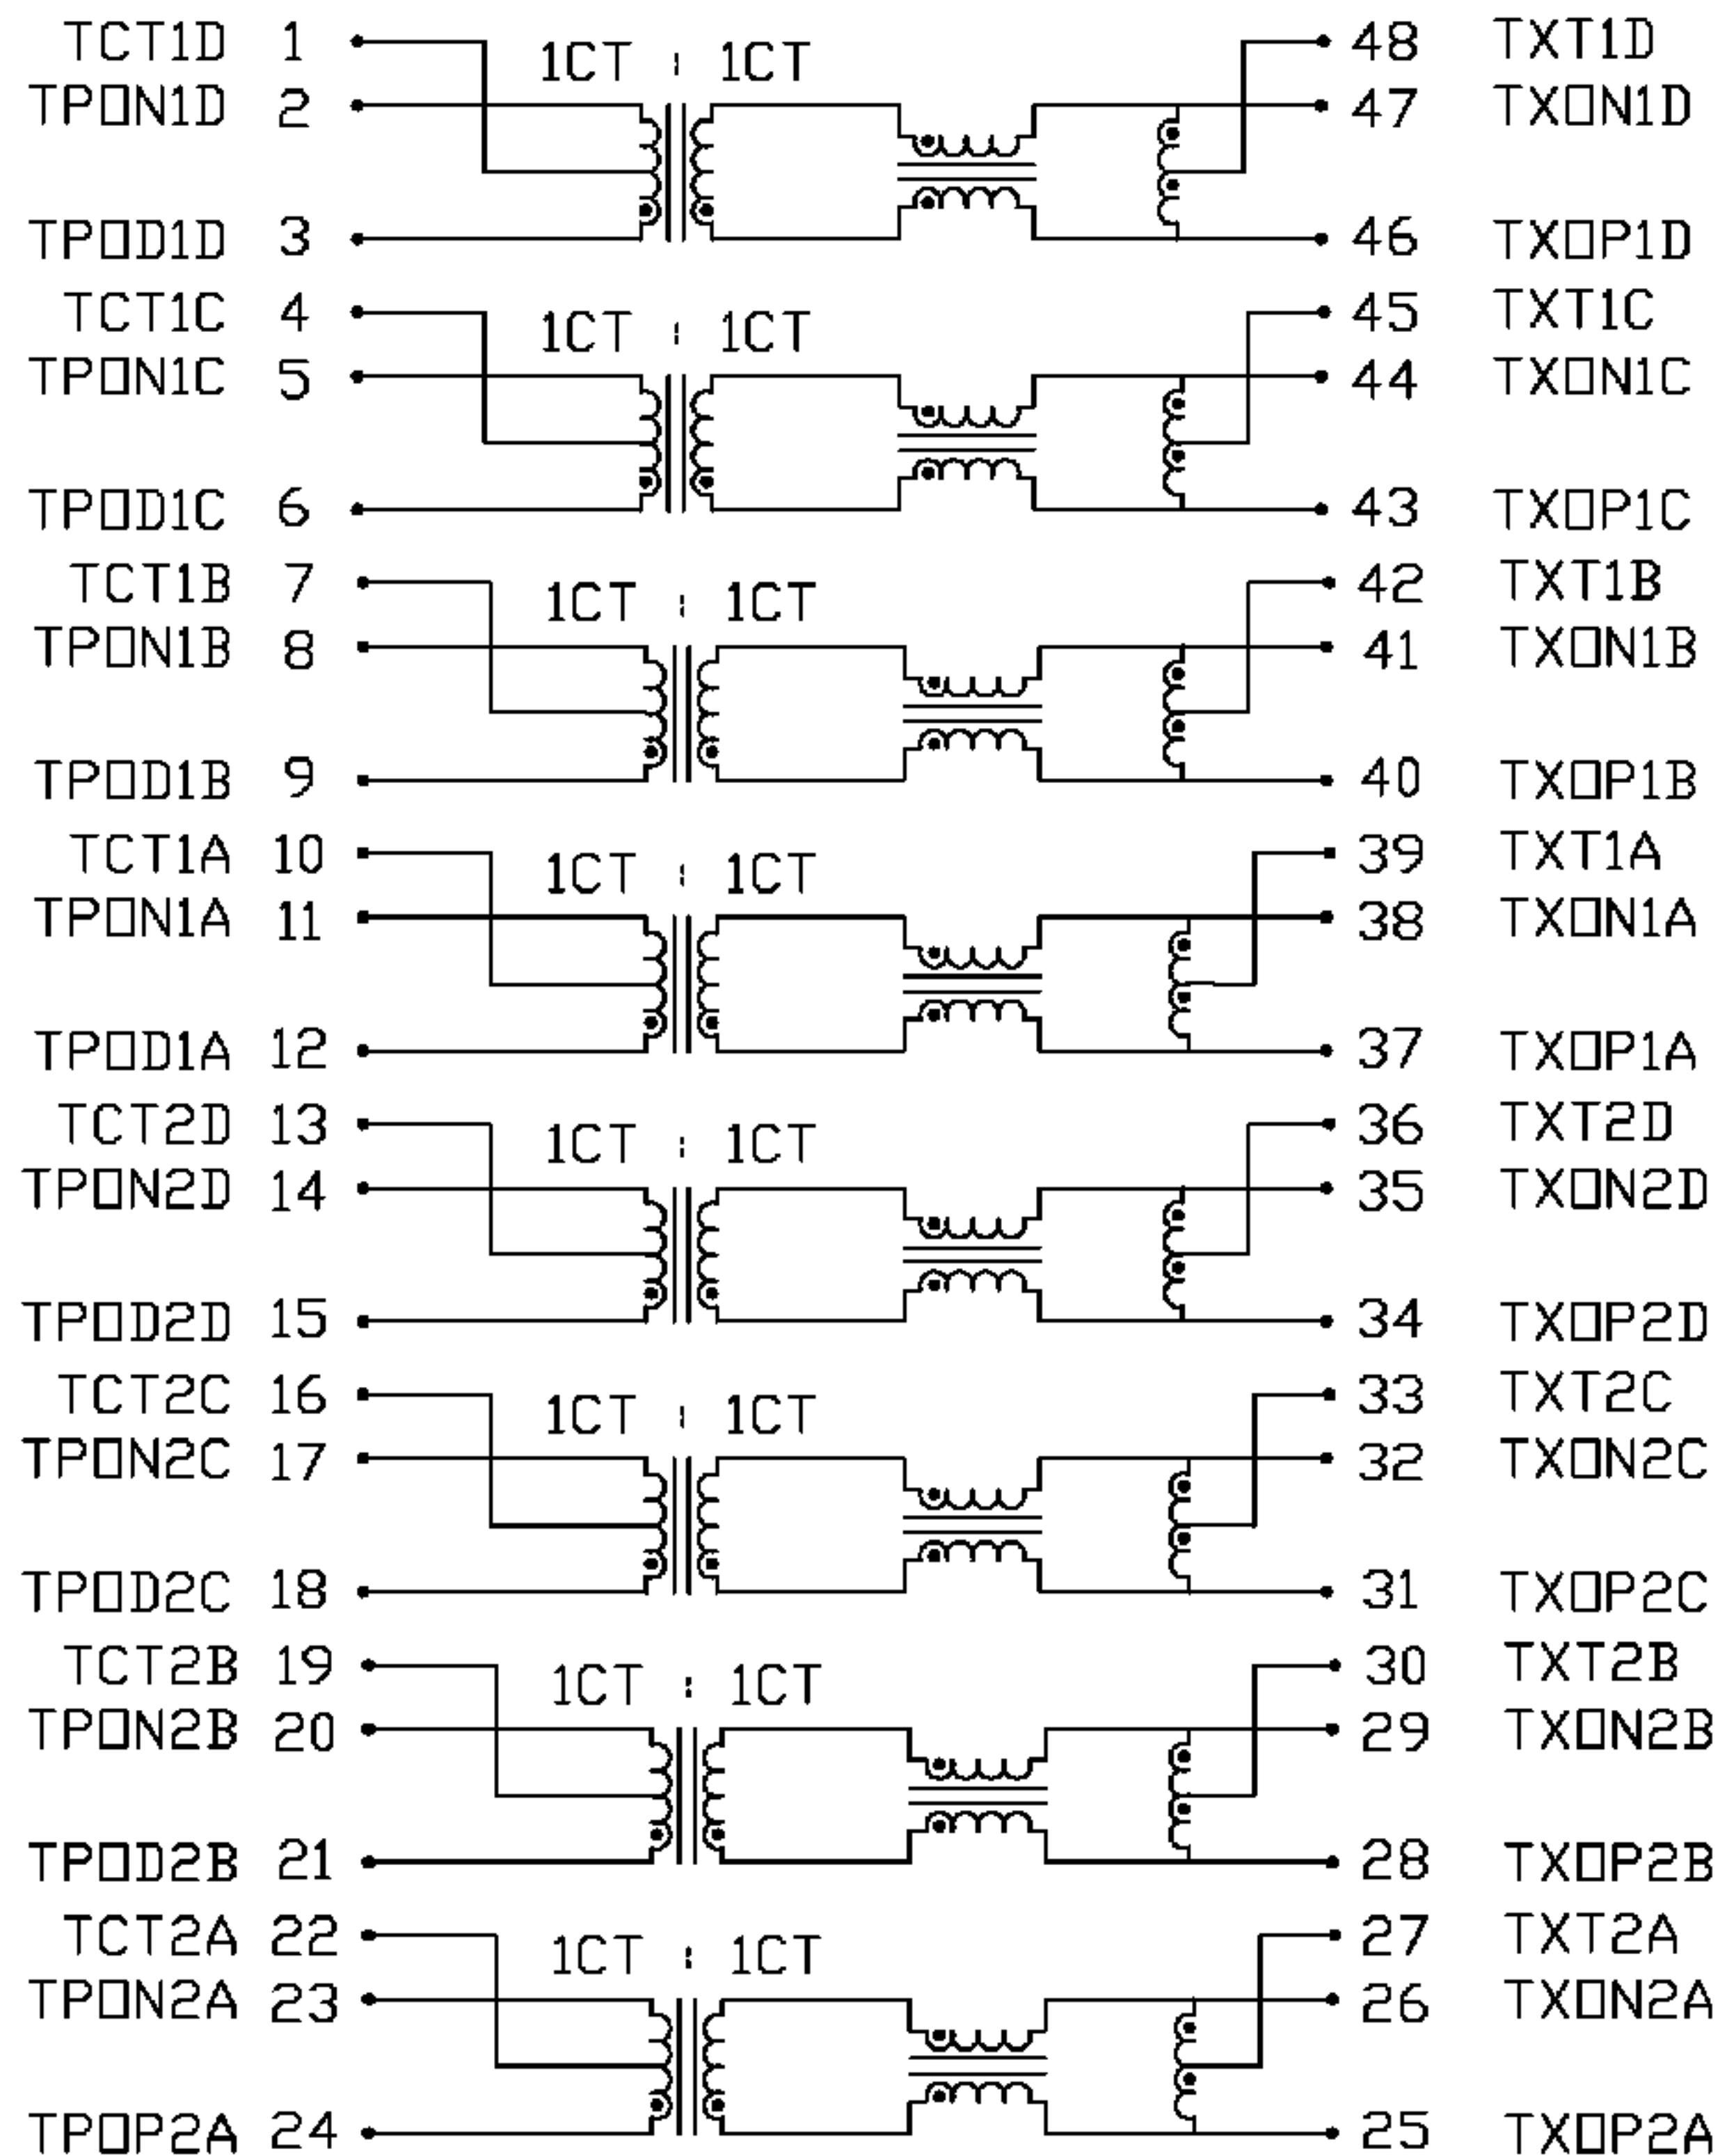 TCT1D 1 1CT : 1CT 48 TXT1D
TPON1D 2 47 TXON1D
TPOD1D 3 46 TXOP1D
TCT1C 4 1CT : 1CT 45 TXT1C
TPON1C 5 44 TXON1C
TPOD1C 6 43 TXOP1C
TCT1B 7 1CT : 1CT 42 TXT1B
TPON1B 8 41 TXON1B
TPOD1B 9 40 TXOP1B
TCT1A 10 1CT : 1CT 39 TXT1A
TPON1A 11 38 TXON1A
TPOD1A 12 37 TXOP1A
TCT2D 13 1CT : 1CT 36 TXT2D
TPON2D 14 35 TXON2D
TPOD2D 15 34 TXOP2D
TCT2C 16 1CT : 1CT 33 TXT2C
TPON2C 17 32 TXON2C
TPOD2C 18 31 TXOP2C
TCT2B 19 1CT : 1CT 30 TXT2B
TPON2B 20 29 TXON2B
TPOD2B 21 28 TXOP2B
TCT2A 22 1CT : 1CT 27 TXT2A
TPON2A 23 26 TXON2A
TPOP2A 24 25 TXOP2A